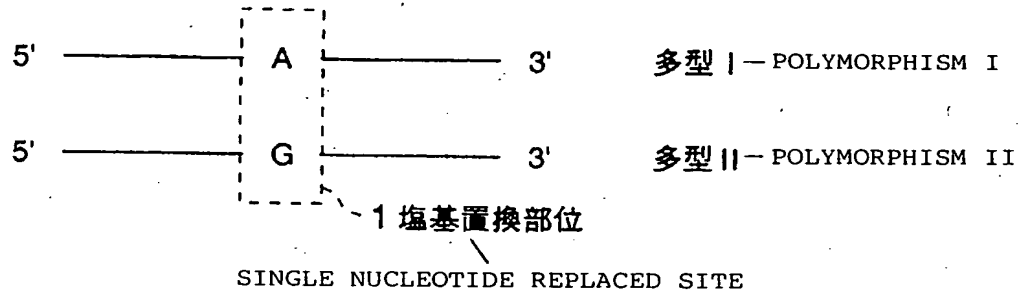 5' A 3' 多型 I — POLYMORPHISM I
5' G 3' 多型 II — POLYMORPHISM II
1 塩基置換部位
SINGLE NUCLEOTIDE REPLACED SITE